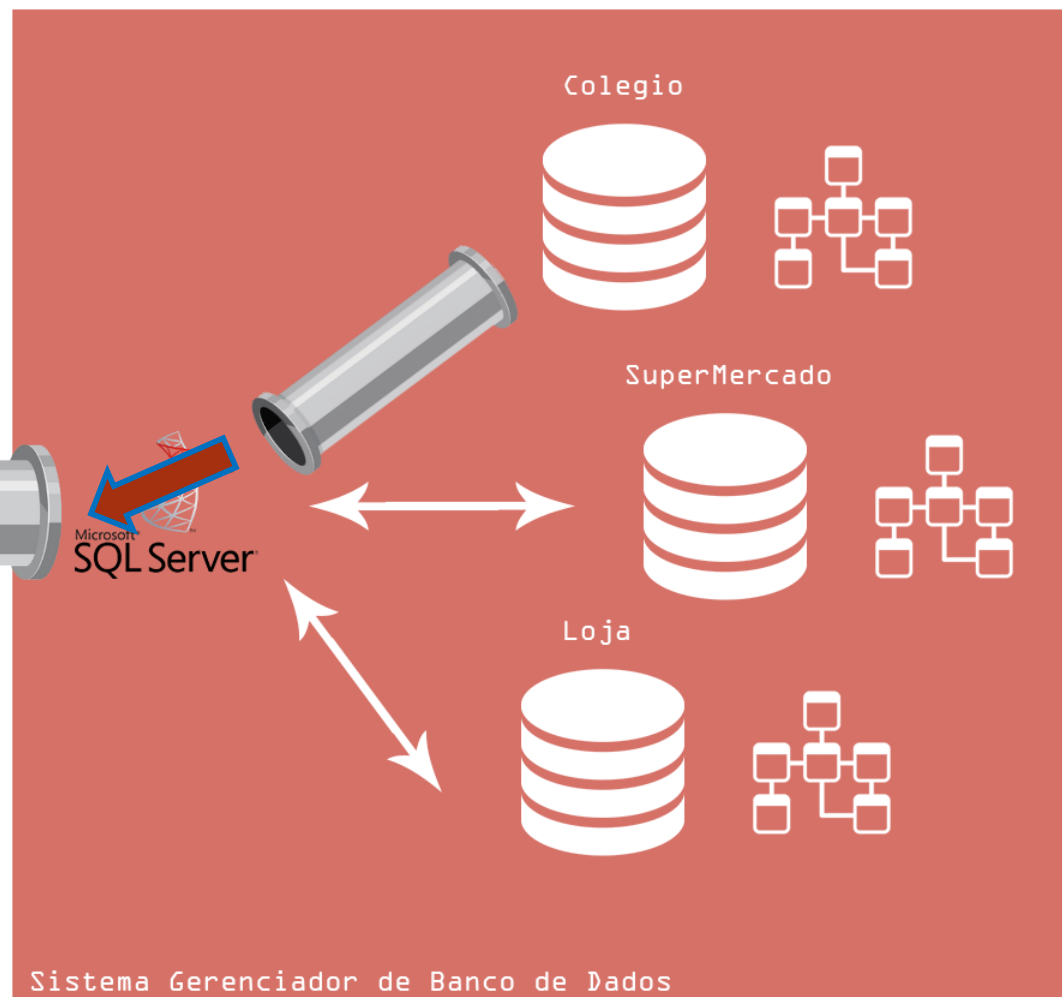 Colegio
SuperMercado
Microsoft
SQL Server
Loja
Sistema Gerenciador de Banco de Dados